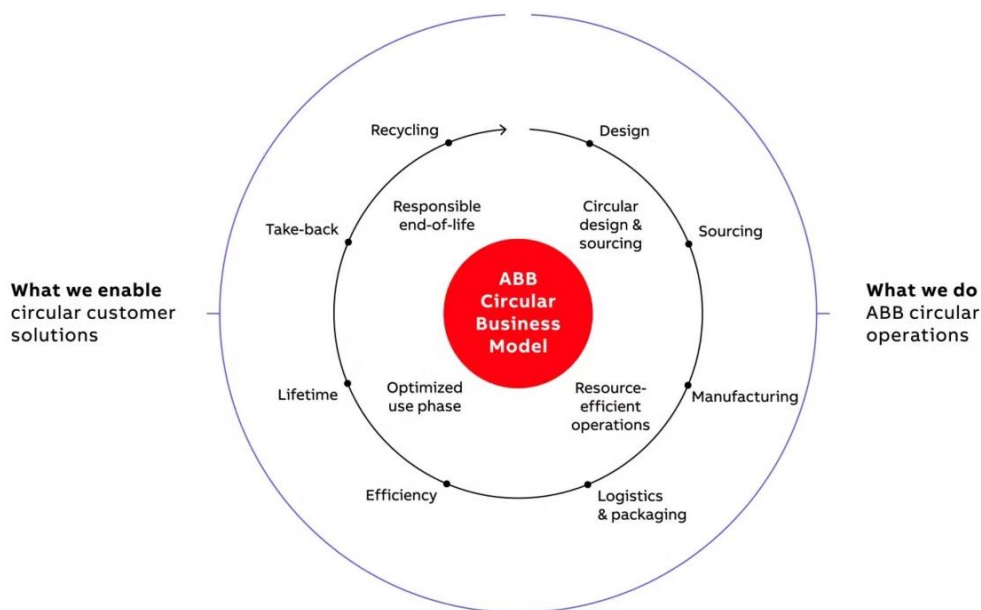 Recycling
Design
Responsible
end-of-life
Circular
design &
sourcing
Take-back
Sourcing
ABB
Circular
Business
Model
What we enable
circular customer
solutions
What we do
ABB circular
operations
Lifetime
Optimized
use phase
Resource-
efficient
operations
Manufacturing
Efficiency
Logistics
& packaging